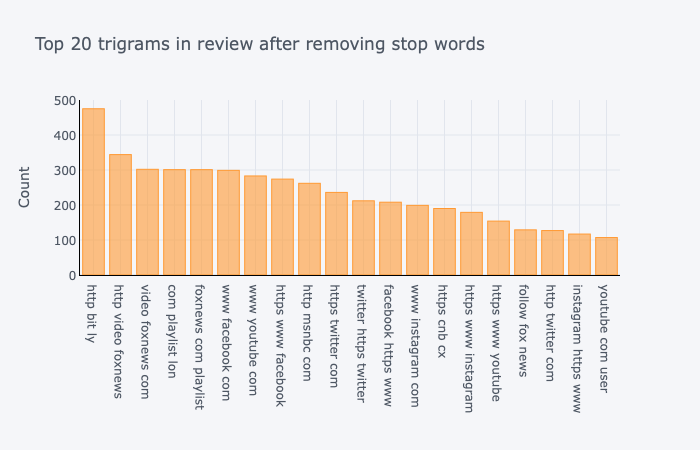 Top 20 trigrams in review after removing stop words
Count
500
400
300
200
100
0
http bit ly
http video foxnews
video foxnews com
com playlist lon
foxnews com playlist
www facebook com
www youtube com
https www facebook
http msnbc com
https twitter com
twitter https twitter
facebook https www
www instagram com
https cnb cx
https www instagram
https www youtube
follow fox news
http twitter com
instagram https www
youtube com user